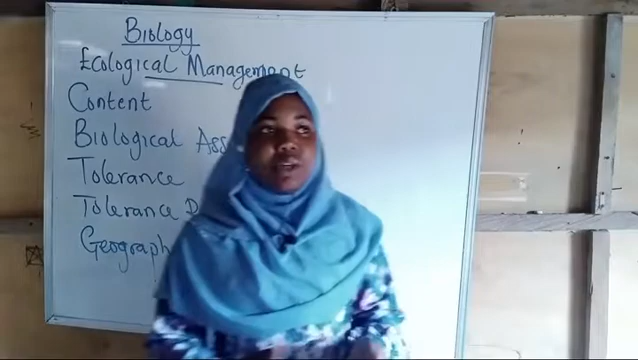 Biology
Ecological Management
Content
Biological
Tolerance
Tolerance